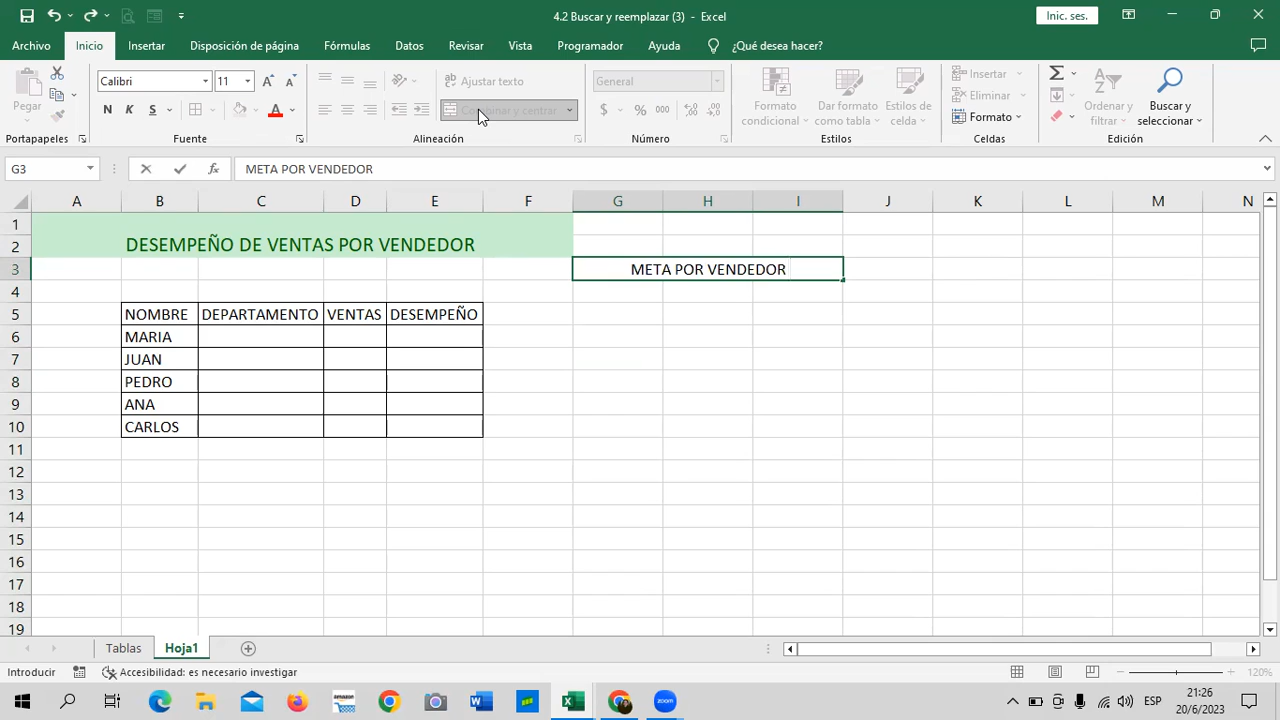 4.2 Buscar y reemplazar (3) - Excel
Inic. ses.
Archivo Inicio Insertar Disposición de página Fórmulas Datos Revisar Vista Programador Ayuda ¿Qué desea hacer?
Pegar
Portapapeles
Calibri 11
N K S A
Fuente
Ajustar texto
Combinar y centrar
Alineación
General
$ % 000
Número
Formato condicional
Dar formato como tabla
Estilos de celda
Estilos
Insertar
Eliminar
Formato
Celdas
Ordenar y filtrar
Buscar y seleccionar
Edición
G3 fx META POR VENDEDOR
A B C D E F G H I J K L M N
1
2 DESEMPEÑO DE VENTAS POR VENDEDOR
3 META POR VENDEDOR
4
5 NOMBRE DEPARTAMENTO VENTAS DESEMPEÑO
6 MARIA
7 JUAN
8 PEDRO
9 ANA
10 CARLOS
11
12
13
14
15
16
17
18
19
Tablas Hoja1
Introducir Accesibilidad: es necesario investigar 120%
amazon zoom ESP 21:26
20/6/2023